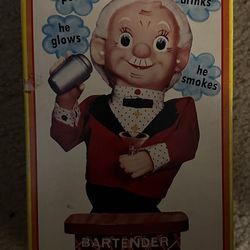 drinks
he
glows
he
smokes
BARTENDER